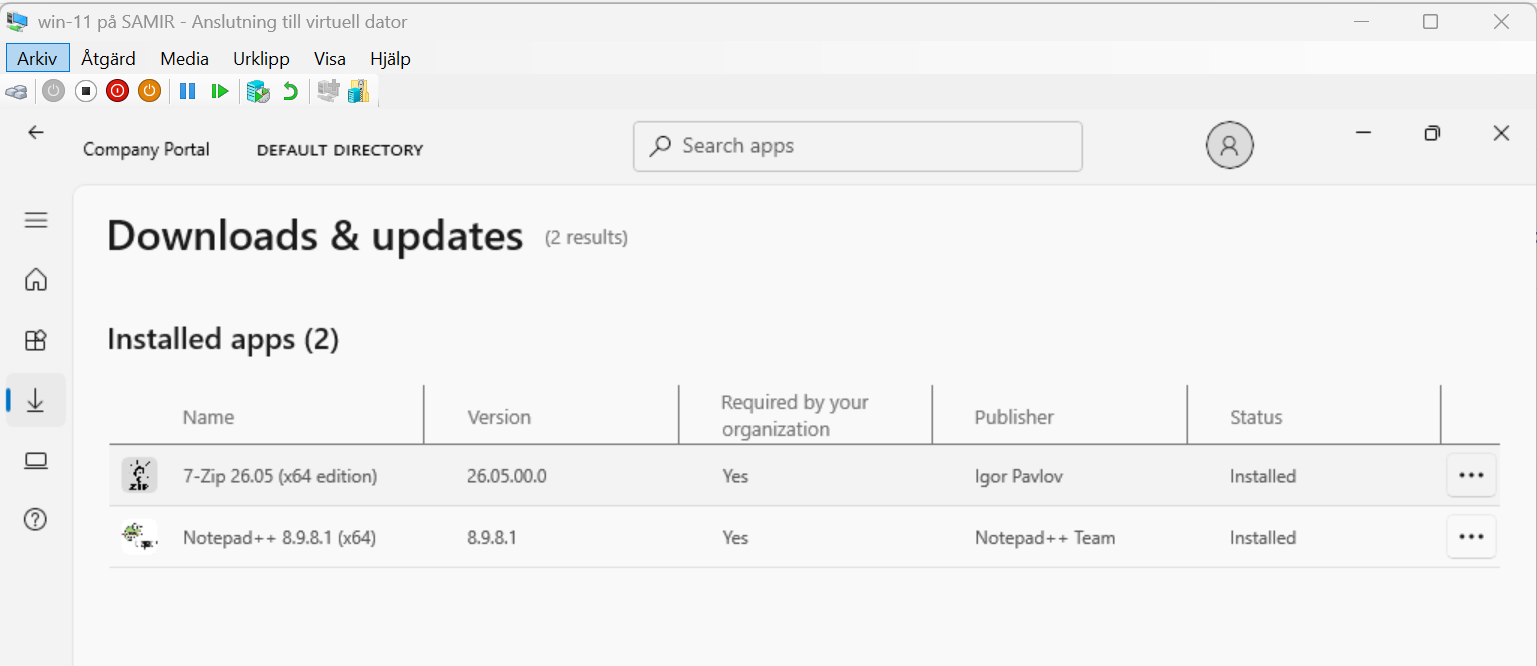 win-11 på SAMIR - Anslutning till virtuell dator
Arkiv Åtgärd Media Urklipp Visa Hjälp
Company Portal DEFAULT DIRECTORY Search apps
Downloads & updates (2 results)
Installed apps (2)
Name Version Required by your organization Publisher Status
7-Zip 26.05 (x64 edition) 26.05.00.0 Yes Igor Pavlov Installed
Notepad++ 8.9.8.1 (x64) 8.9.8.1 Yes Notepad++ Team Installed